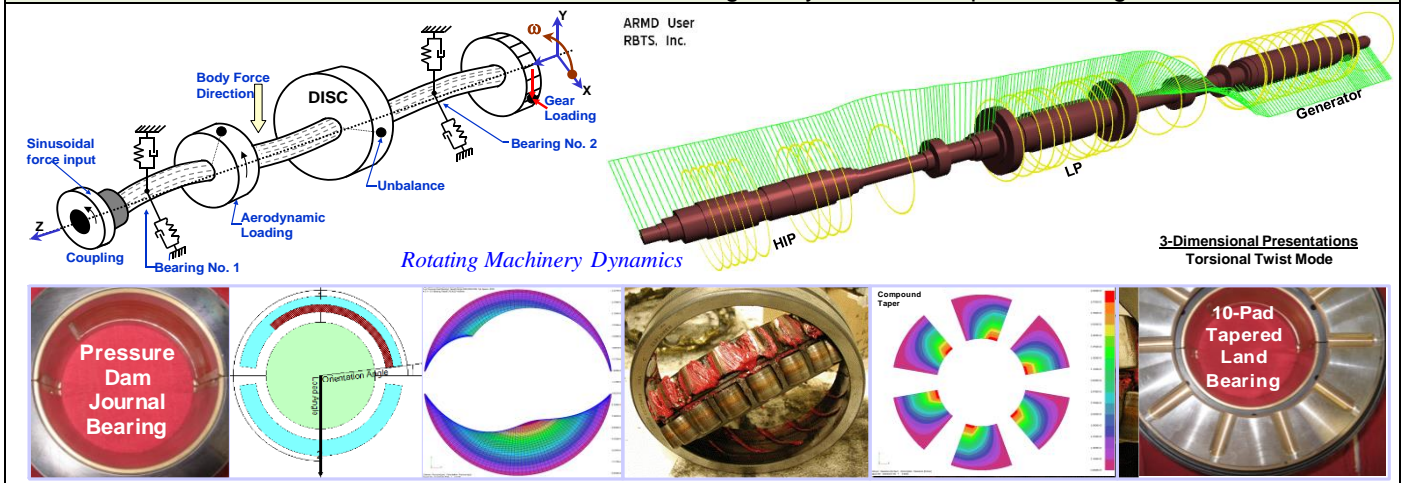 ARMD User
RBTS, Inc.
ω
Y
X
Body Force
Direction
DISC
Gear
Loading
Bearing No. 2
Sinusoidal
force input
Unbalance
Aerodynamic
Loading
Z
Coupling
Bearing No. 1
Generator
LP
HIP
Rotating Machinery Dynamics
3-Dimensional Presentations
Torsional Twist Mode
Pressure
Dam
Journal
Bearing
Orientation Angle
Load Angle
Compound
Taper
10-Pad
Tapered
Land
Bearing